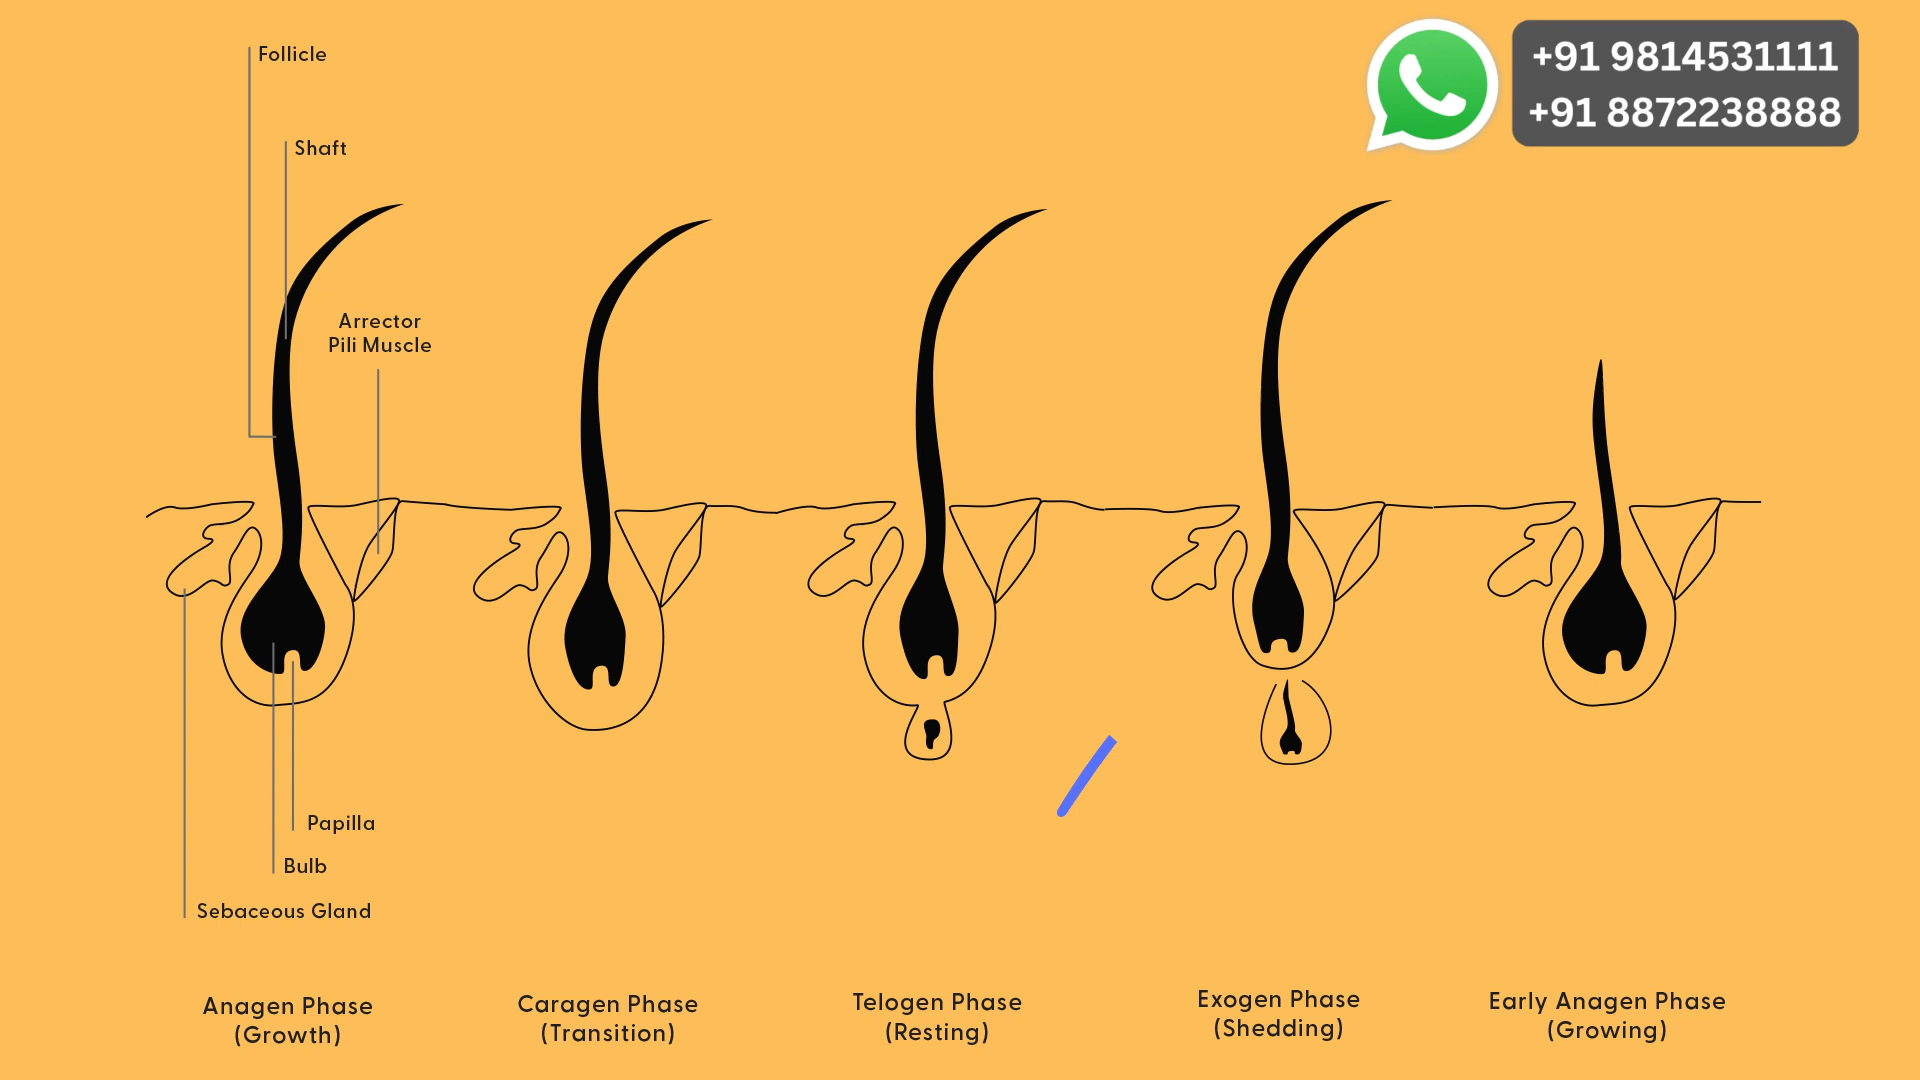 Follicle
+91 9814531111
+91 8872238888
Shaft
Arrector
Pili Muscle
Papilla
Bulb
Sebaceous Gland
Anagen Phase
(Growth)
Caragen Phase
(Transition)
Telogen Phase
(Resting)
Exogen Phase
(Shedding)
Early Anagen Phase
(Growing)